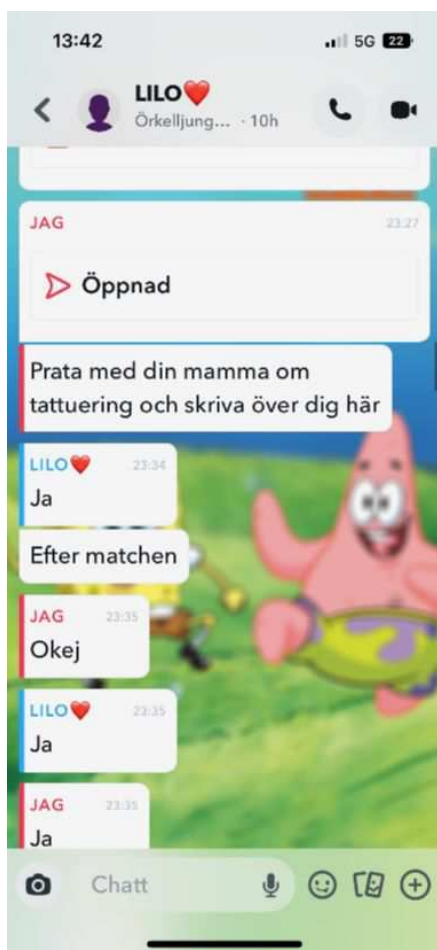 13:42
5G 22
LILO❤️
Örkelljung... · 10h
JAG 23:27
Öppnad
Prata med din mamma om
tattuering och skriva över dig här
LILO❤️ 23:34
Ja
Efter matchen
JAG 23:35
Okej
LILO❤️ 23:35
Ja
JAG 23:35
Ja
Chatt